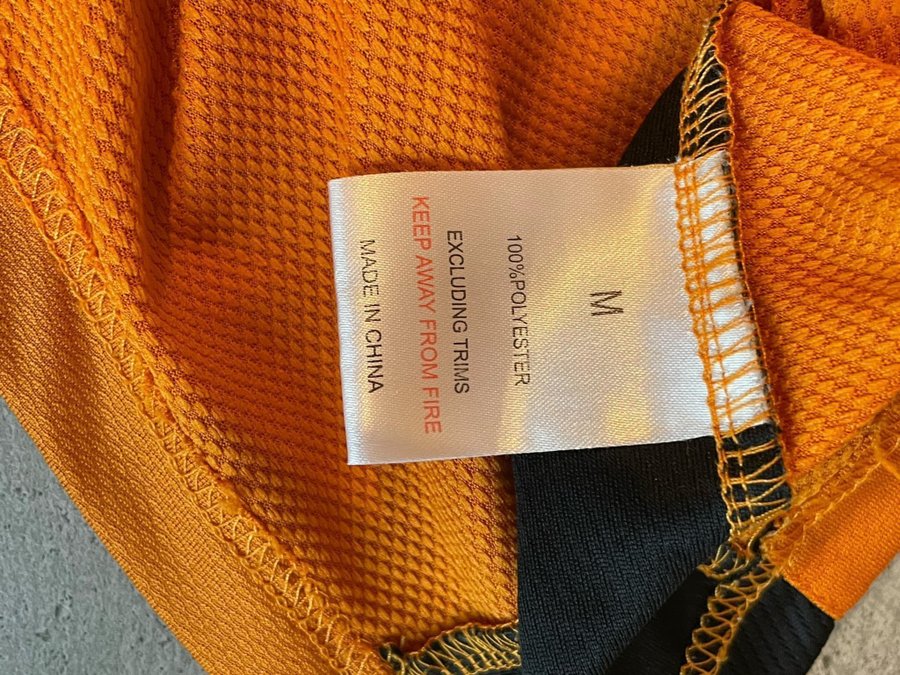 M
100%POLYESTER
EXCLUDING TRIMS
KEEP AWAY FROM FIRE
MADE IN CHINA